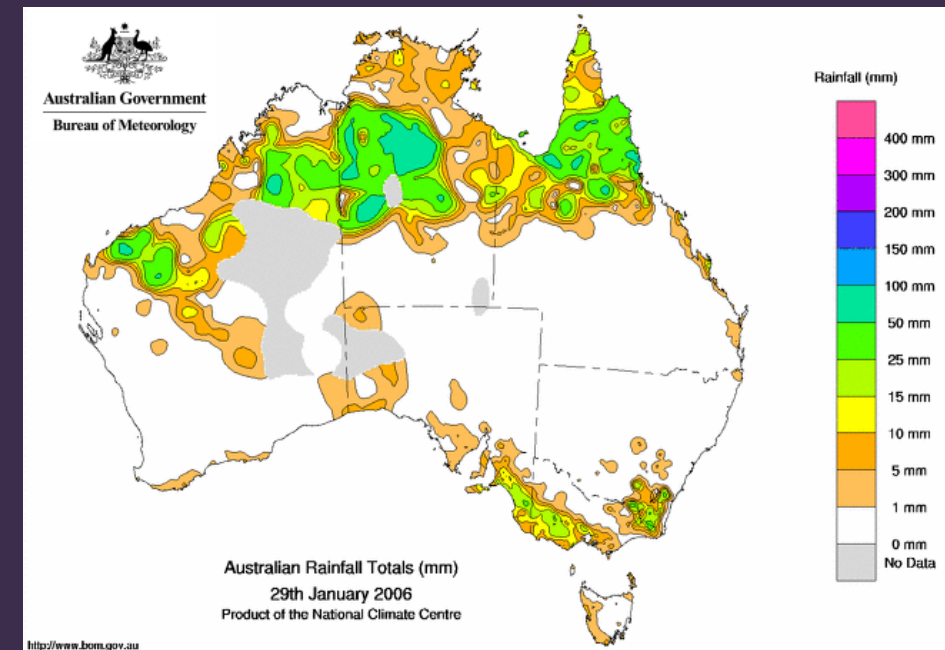 Australian Government
Bureau of Meteorology
Rainfall (mm)
400 mm
300 mm
200 mm
150 mm
100 mm
50 mm
25 mm
15 mm
10 mm
5 mm
1 mm
0 mm
No Data
Australian Rainfall Totals (mm)
29th January 2006
Product of the National Climate Centre
http://www.bom.gov.au